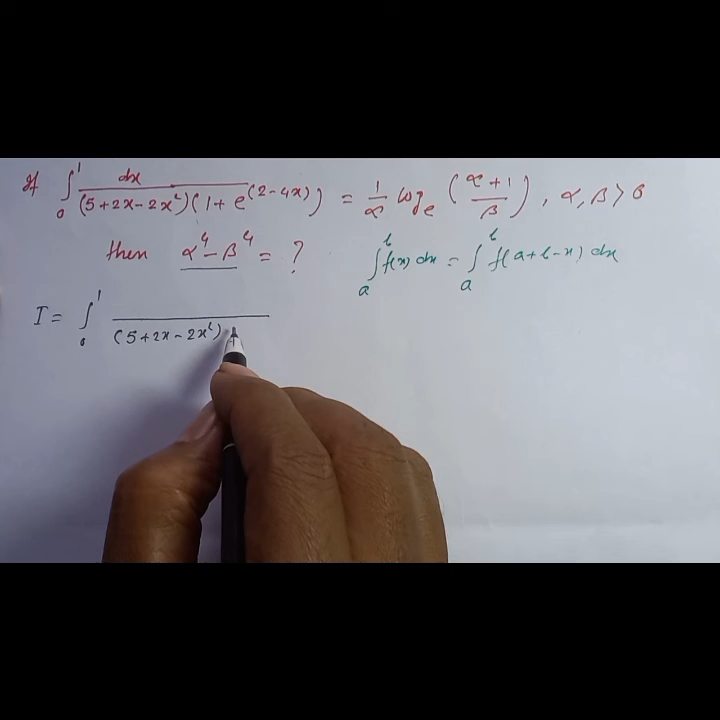 If ∫₀¹ dx / (5+2x-2x²)(1+e^(2-4x)) = 1/α logₑ (α+1 / β), α, β > 0
then α⁴-β⁴ = ? ∫ₐᵇ f(x) dx = ∫ₐᵇ f(a+b-x) dx
I = ∫₀¹ / (5+2x-2x²)